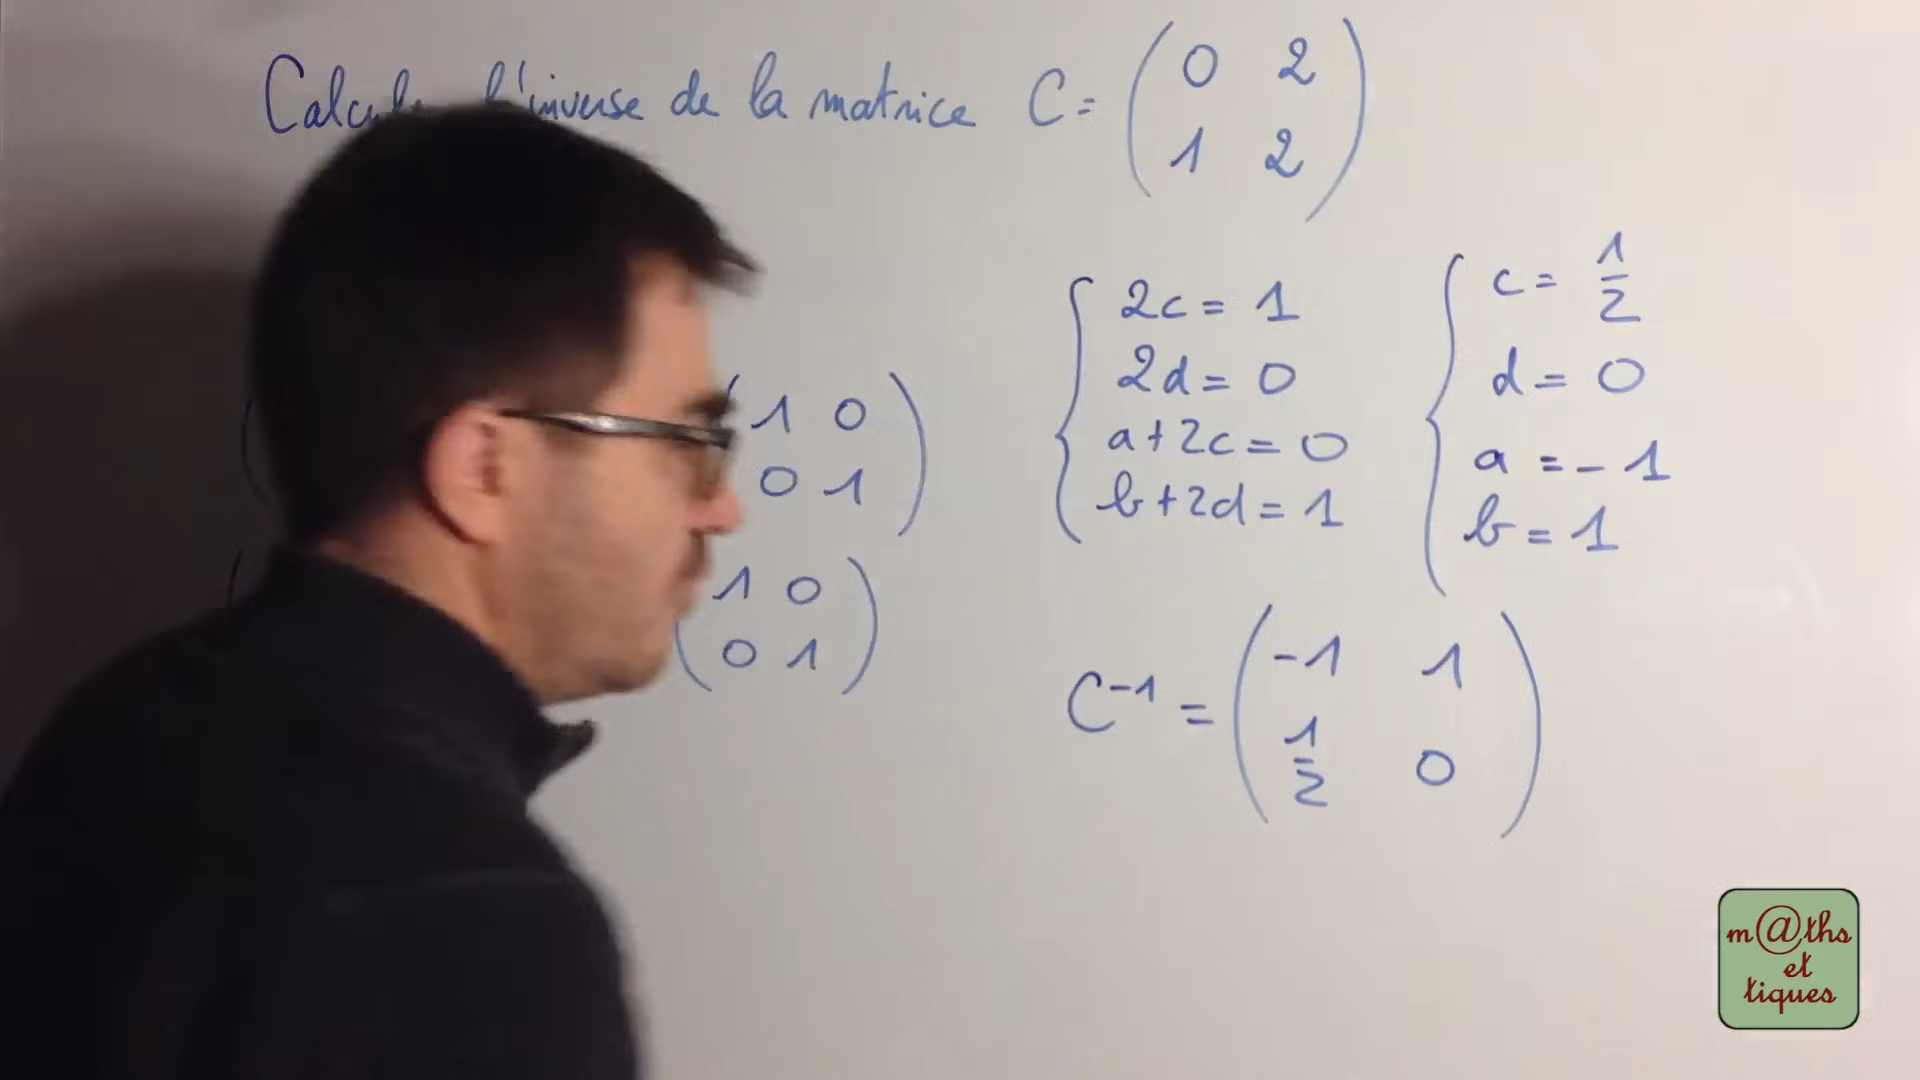 l'inverse de la matrice C = ( 0 2
1 2 )
1 0
0 1 )
1 0
( 0 1 )
{ 2c = 1
2d = 0
a + 2c = 0
b + 2d = 1
{ c = 1/2
d = 0
a = - 1
b = 1
C⁻¹ = ( -1 1
1/2 0 )
m@ths
et
tiques